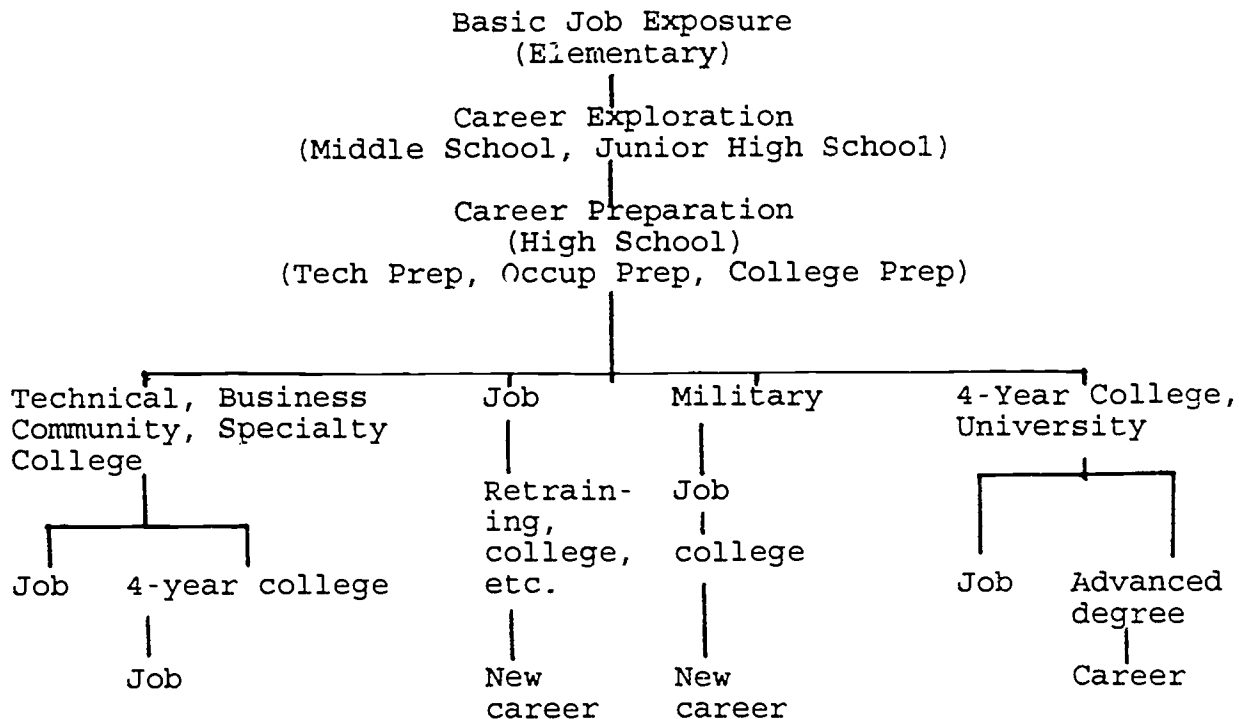 Basic Job Exposure
(Elementary)
Career Exploration
(Middle School, Junior High School)
Career Preparation
(High School)
(Tech Prep, Occup Prep, College Prep)
Technical, Business
Community, Specialty
College
Job
4-year college
Job
Job
Retrain-
ing,
college,
etc.
New
career
Military
Job
college
New
career
4-Year College,
University
Job
Advanced
degree
Career